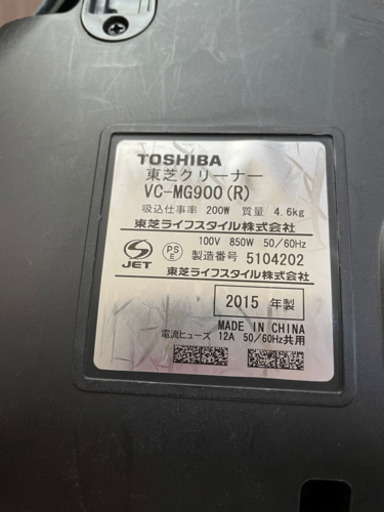 TOSHIBA
東芝クリーナー
VC-MG900(R)
吸込仕事率 200W 質量 4.6kg
東芝ライフスタイル株式会社
100V 850W 50/60Hz
S JET
PS E
製造番号 5104202
東芝ライフスタイル株式会社
2015 年製
MADE IN CHINA
電流ヒューズ 12A 50/60Hz共用